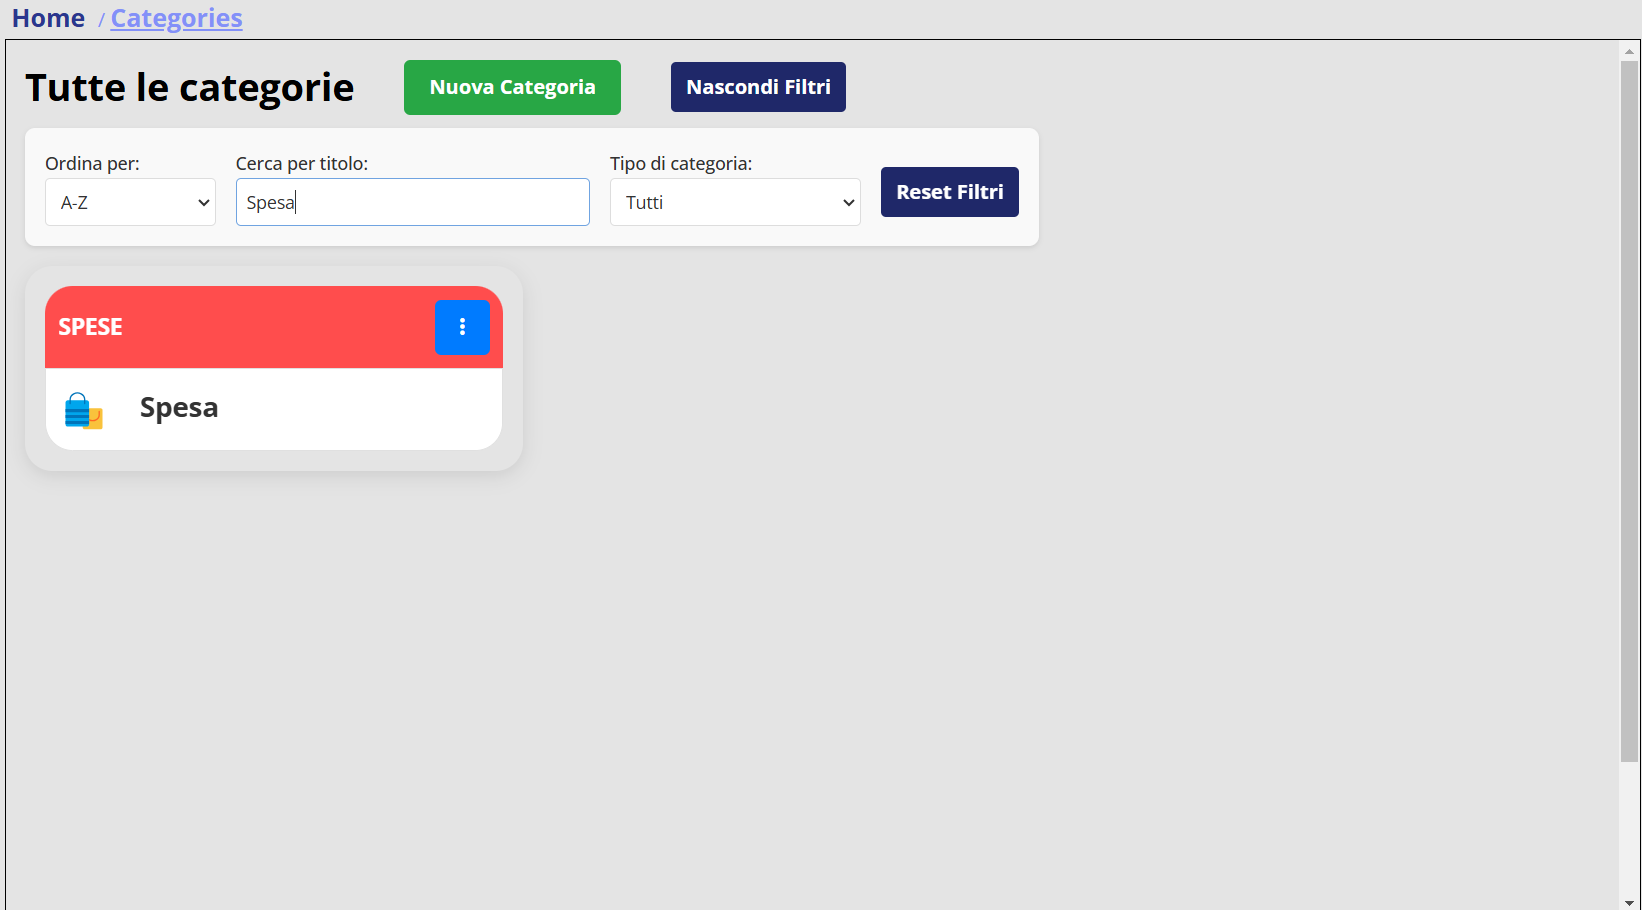 Home / Categories
Tutte le categorie Nuova Categoria Nascondi Filtri
Ordina per: Cerca per titolo: Tipo di categoria:
A-Z Spesa Tutti Reset Filtri
SPESE
Spesa